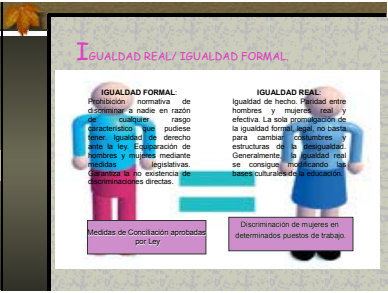 IGUALDAD REAL/ IGUALDAD FORMAL.
IGUALDAD FORMAL:
Prohibición normativa de
discriminar a nadie en razón
de cualquier rasgo
característico que pudiese
tener. Igualdad de derecho
ante la ley. Equiparación de
hombres y mujeres mediante
medidas legislativas.
Garantiza la no existencia de
discriminaciones directas.
IGUALDAD REAL:
Igualdad de hecho. Paridad entre
hombres y mujeres real y
efectiva. La sola promulgación de
la igualdad formal, legal, no basta
para cambiar costumbres y
estructuras de la desigualdad.
Generalmente, la igualdad real
se consigue modificando las
bases culturales de la educación.
Medidas de Conciliación aprobadas
por Ley
Discriminación de mujeres en
determinados puestos de trabajo.